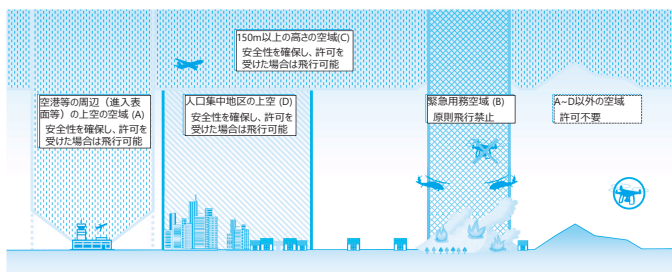 150m以上の高さの空域(C)
安全性を確保し、許可を
受けた場合は飛行可能
空港等の周辺（進入表
面等）の上空の空域 (A)
安全性を確保し、許可を
受けた場合は飛行可能
人口集中地区の上空 (D)
安全性を確保し、許可を
受けた場合は飛行可能
緊急用務空域 (B)
原則飛行禁止
A~D以外の空域
許可不要